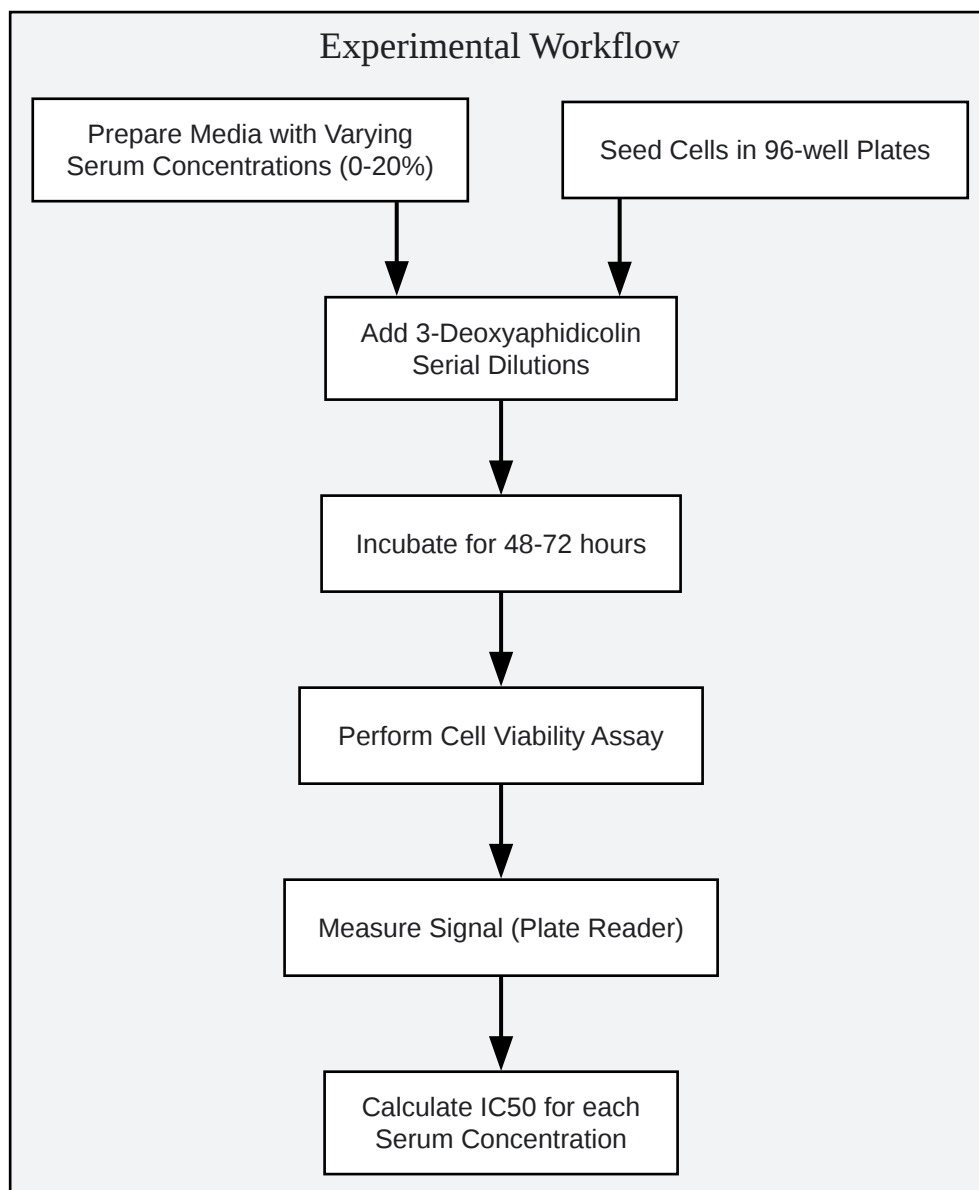 Experimental Workflow
Prepare Media with Varying
Serum Concentrations (0-20%)
Seed Cells in 96-well Plates
Add 3-Deoxyaphidicolin
Serial Dilutions
Incubate for 48-72 hours
Perform Cell Viability Assay
Measure Signal (Plate Reader)
Calculate IC50 for each
Serum Concentration